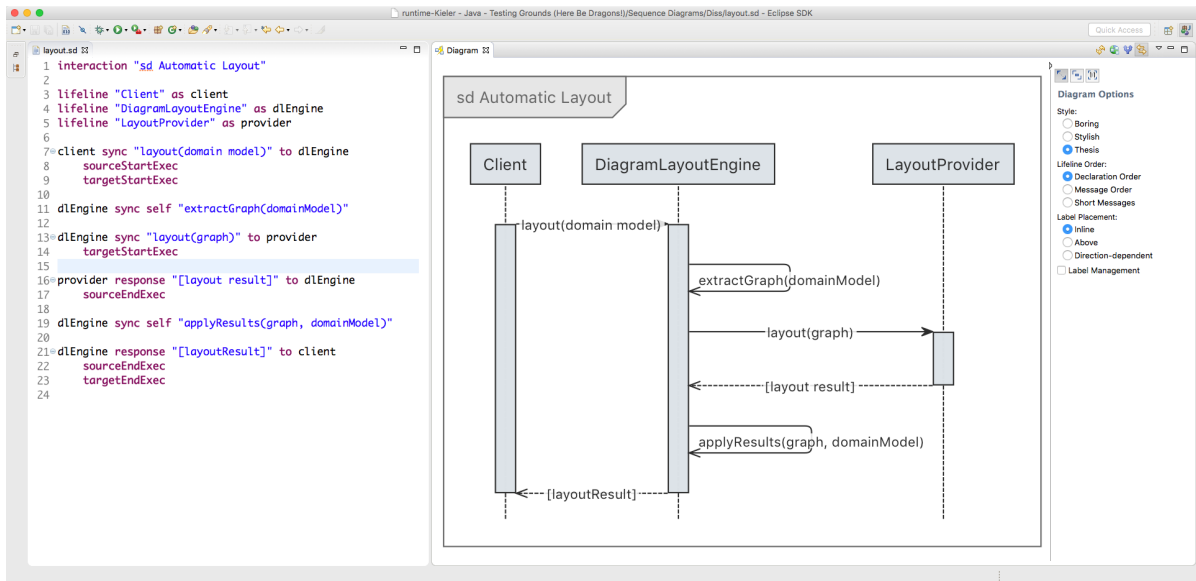 runtime-Kieler - Java - Testing Grounds (Here Be Dragons!)/Sequence Diagrams/Diss/layout.sd - Eclipse SDK
Quick Access
layout.sd
1 interaction "sd Automatic Layout"
2
3 lifeline "Client" as client
4 lifeline "DiagramLayoutEngine" as dlEngine
5 lifeline "LayoutProvider" as provider
6
7 client sync "layout(domain model)" to dlEngine
8 sourceStartExec
9 targetStartExec
10
11 dlEngine sync self "extractGraph(domainModel)"
12
13 dlEngine sync "layout(graph)" to provider
14 targetStartExec
15
16 provider response "[layout result]" to dlEngine
17 sourceEndExec
18
19 dlEngine sync self "applyResults(graph, domainModel)"
20
21 dlEngine response "[layoutResult]" to client
22 sourceEndExec
23 targetEndExec
24
Diagram
sd Automatic Layout
Client
DiagramLayoutEngine
LayoutProvider
layout(domain model)
extractGraph(domainModel)
layout(graph)
[layout result]
applyResults(graph, domainModel)
[layoutResult]
Diagram Options
Style:
Boring
Stylish
Thesis
Lifeline Order:
Declaration Order
Message Order
Short Messages
Label Placement:
Inline
Above
Direction-dependent
Label Management